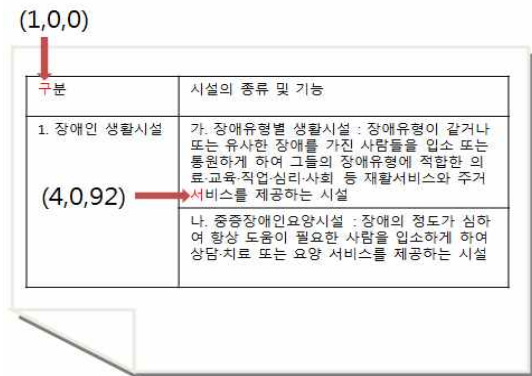 (1,0,0)
구분
시설의 종류 및 기능
1. 장애인 생활시설
가. 장애유형별 생활시설 : 장애유형이 같거나
또는 유사한 장애를 가진 사람들을 입소 또는
통원하게 하여 그들의 장애유형에 적합한 의
료·교육·직업·심리·사회 등 재활서비스와 주거
서비스를 제공하는 시설
(4,0,92)
나. 중증장애인요양시설 : 장애의 정도가 심하
여 항상 도움이 필요한 사람을 입소하게 하여
상담·치료 또는 요양 서비스를 제공하는 시설